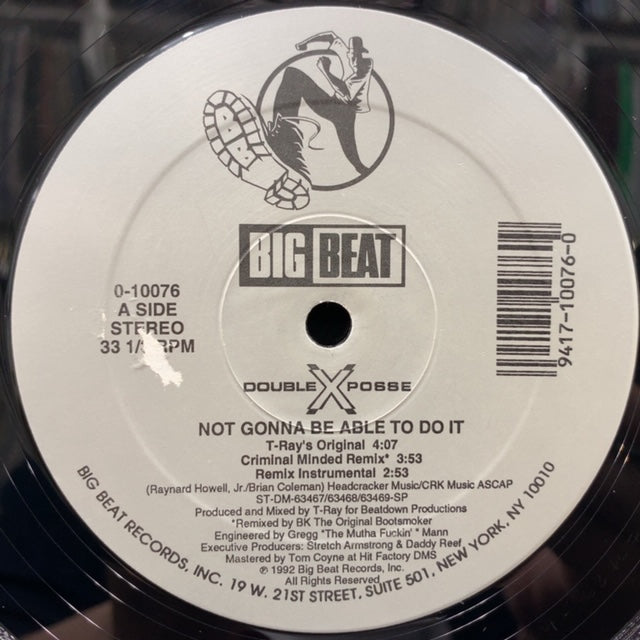 BIG BEAT
0-10076
A SIDE
STEREO
33 1/3 RPM
9417-10076-0
DOUBLE X POSSE
NOT GONNA BE ABLE TO DO IT
T-Ray's Original 4:07
Criminal Minded Remix* 3:53
Remix Instrumental 2:53
(Raynard Howell, Jr./Brian Coleman) Headcracker Music/CRK Music ASCAP
ST-DM-63467/63468/63469-SP
Produced and Mixed by T-Ray for Beatdown Productions
*Remixed by BK The Original Bootsmoker
Engineered by Gregg "The Mutha Fuckin' " Mann
Executive Producers: Stretch Armstrong & Daddy Reef
Mastered by Tom Coyne at Hit Factory DMS
℗ 1992 Big Beat Records, Inc.
All Rights Reserved
BIG BEAT RECORDS, INC. 19 W. 21ST STREET, SUITE 501, NEW YORK, NY 10010